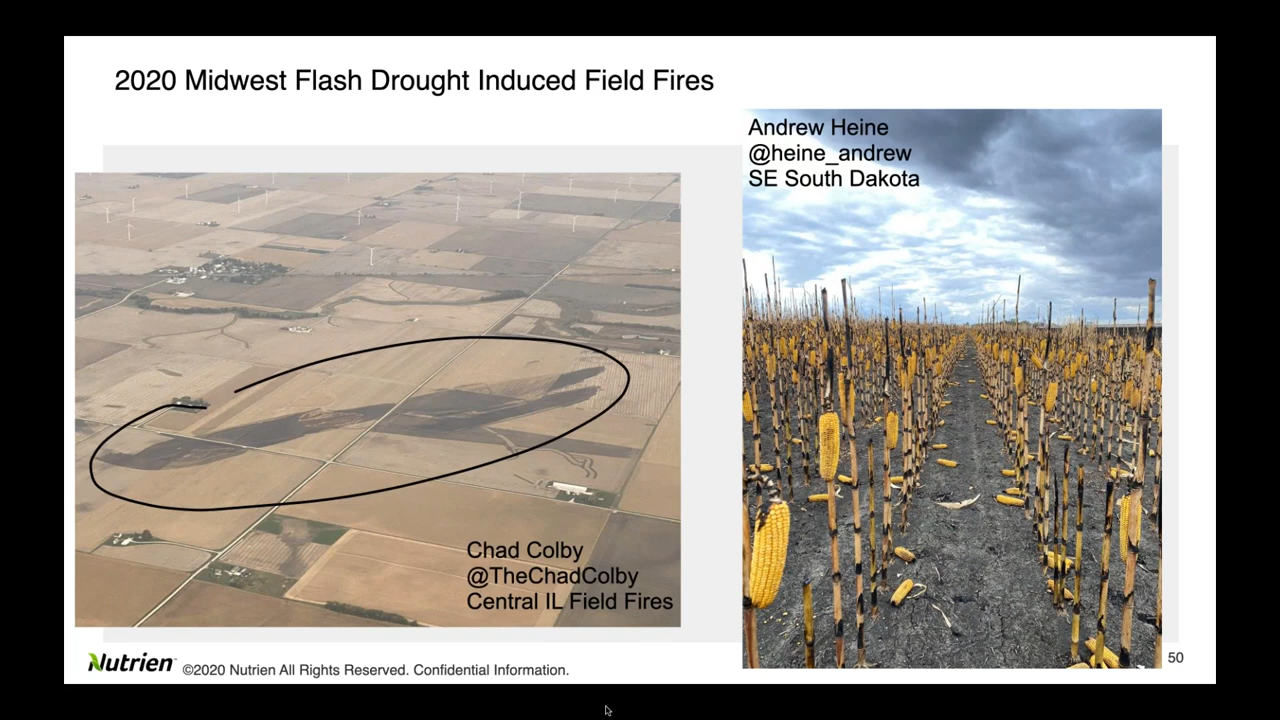 2020 Midwest Flash Drought Induced Field Fires
Andrew Heine
@heine_andrew
SE South Dakota
Chad Colby
@TheChadColby
Central IL Field Fires
Nutrien
©2020 Nutrien All Rights Reserved. Confidential Information.
50